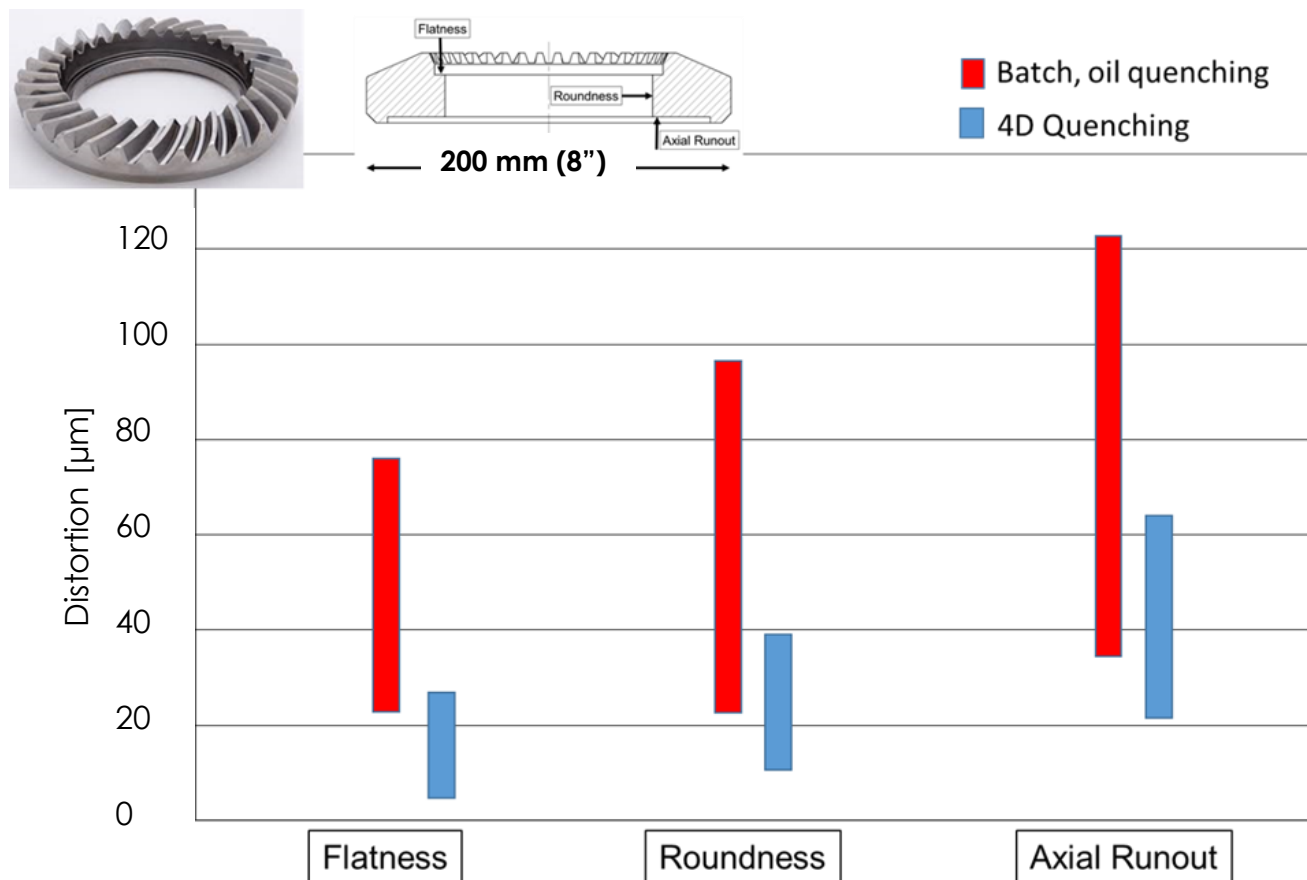 Flatness
Roundness
Axial Runout
200 mm (8”)
Batch, oil quenching
4D Quenching
Distortion [µm]
120
100
80
60
40
20
0
Flatness
Roundness
Axial Runout